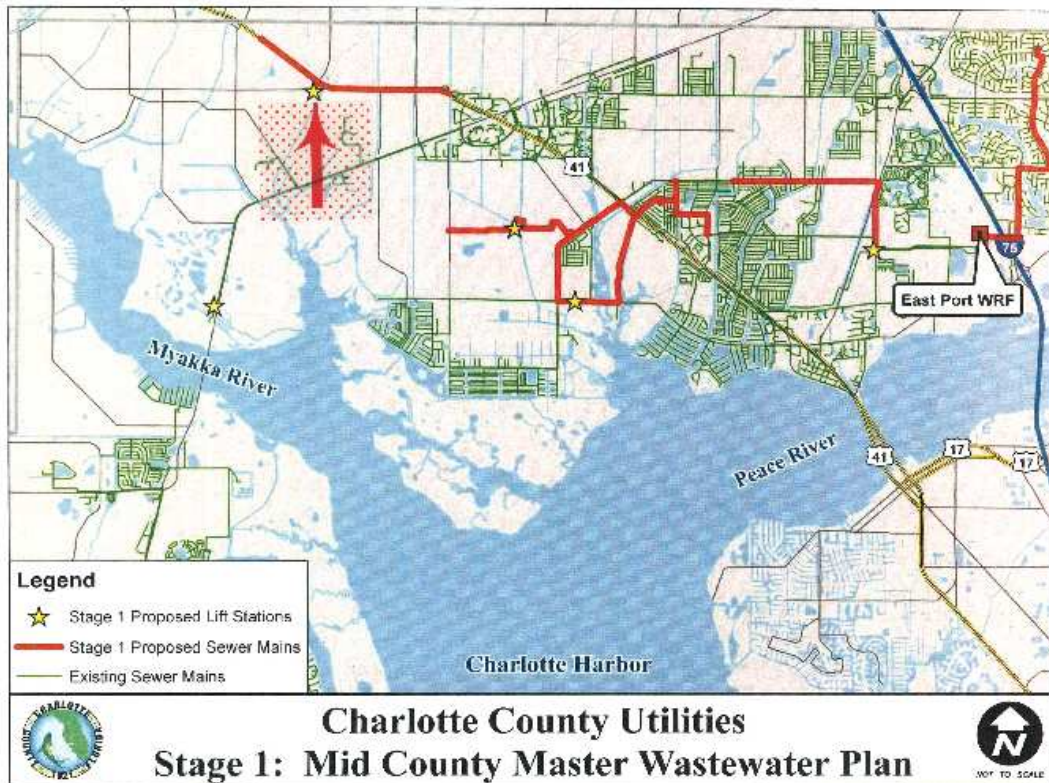 41
75
East Port WRF
Myakka River
Peace River
41
17
17
Legend
Stage 1 Proposed Lift Stations
Stage 1 Proposed Sewer Mains
Existing Sewer Mains
Charlotte Harbor
Charlotte County Utilities
Stage 1: Mid County Master Wastewater Plan
N
NOT TO SCALE